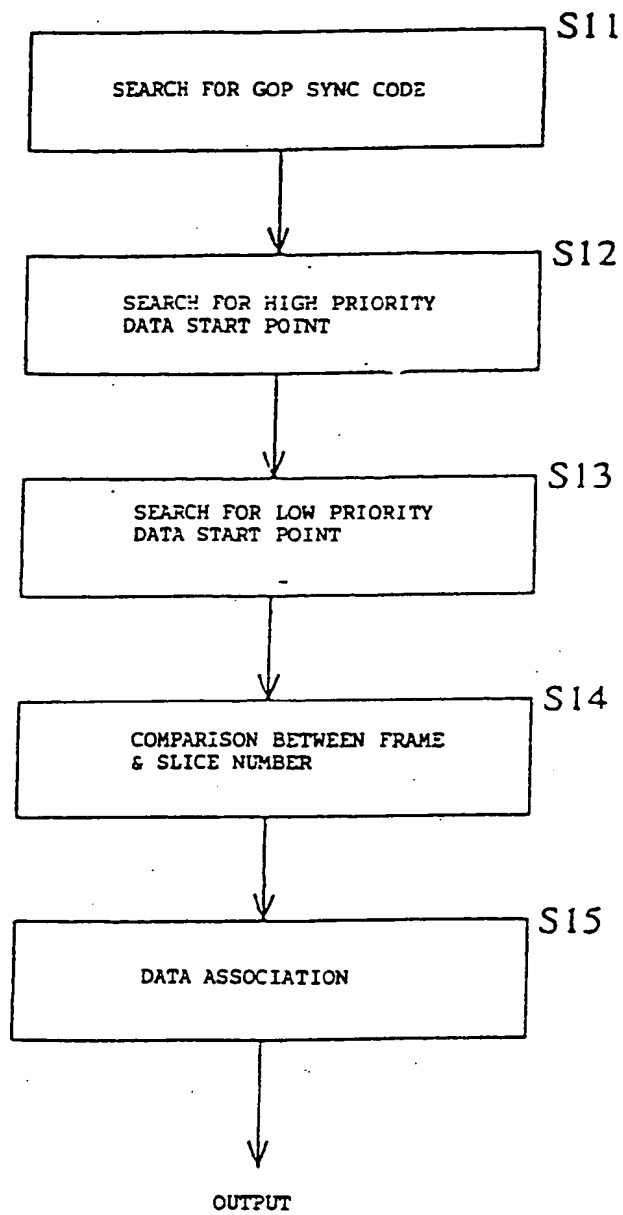 S11
SEARCH FOR GOP SYNC CODE
S12
SEARCH FOR HIGH PRIORITY
DATA START POINT
S13
SEARCH FOR LOW PRIORITY
DATA START POINT
S14
COMPARISON BETWEEN FRAME
& SLICE NUMBER
S15
DATA ASSOCIATION
OUTPUT